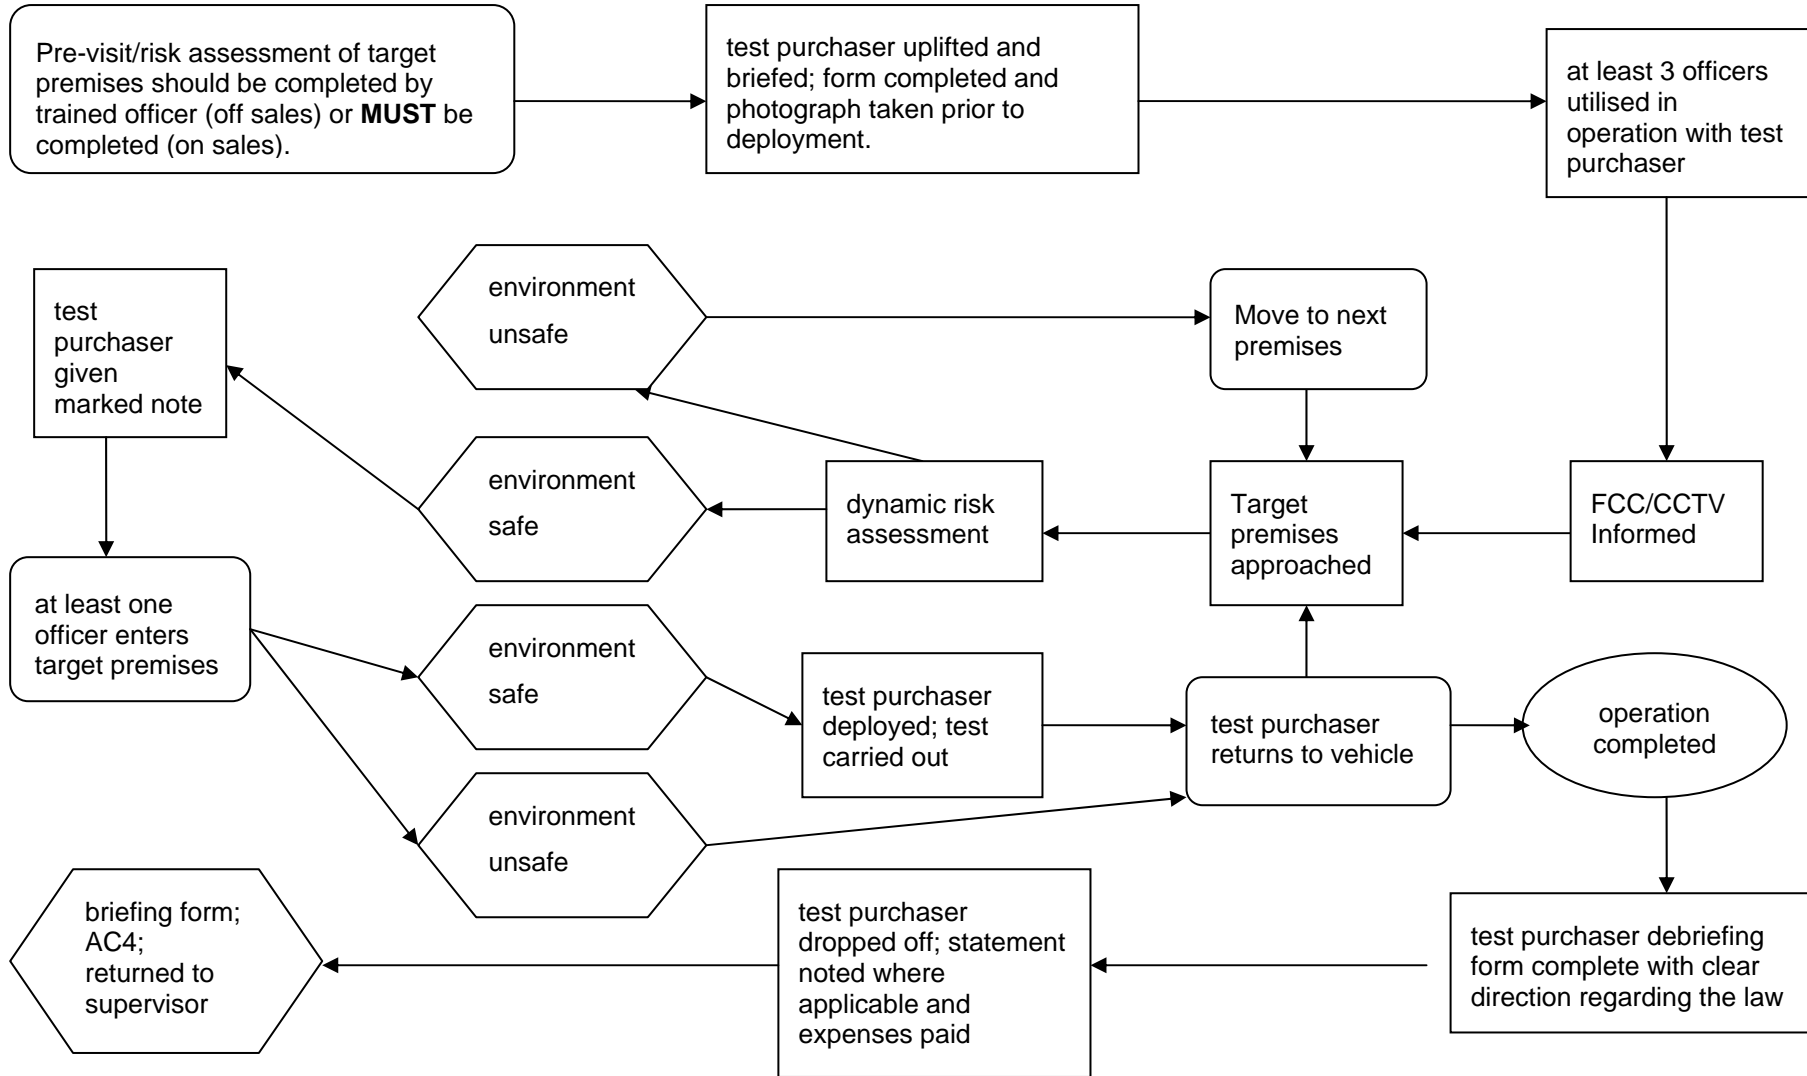 Pre-visit/risk assessment of target
premises should be completed by
trained officer (off sales) or MUST be
completed (on sales).
test purchaser uplifted and
briefed; form completed and
photograph taken prior to
deployment.
at least 3 officers
utilised in
operation with test
purchaser
environment
unsafe
Move to next
premises
test
purchaser
given
marked note
environment
safe
dynamic risk
assessment
Target
premises
approached
FCC/CCTV
Informed
at least one
officer enters
target premises
environment
safe
test purchaser
deployed; test
carried out
test purchaser
returns to vehicle
operation
completed
environment
unsafe
briefing form;
AC4;
returned to
supervisor
test purchaser
dropped off; statement
noted where
applicable and
expenses paid
test purchaser debriefing
form complete with clear
direction regarding the law